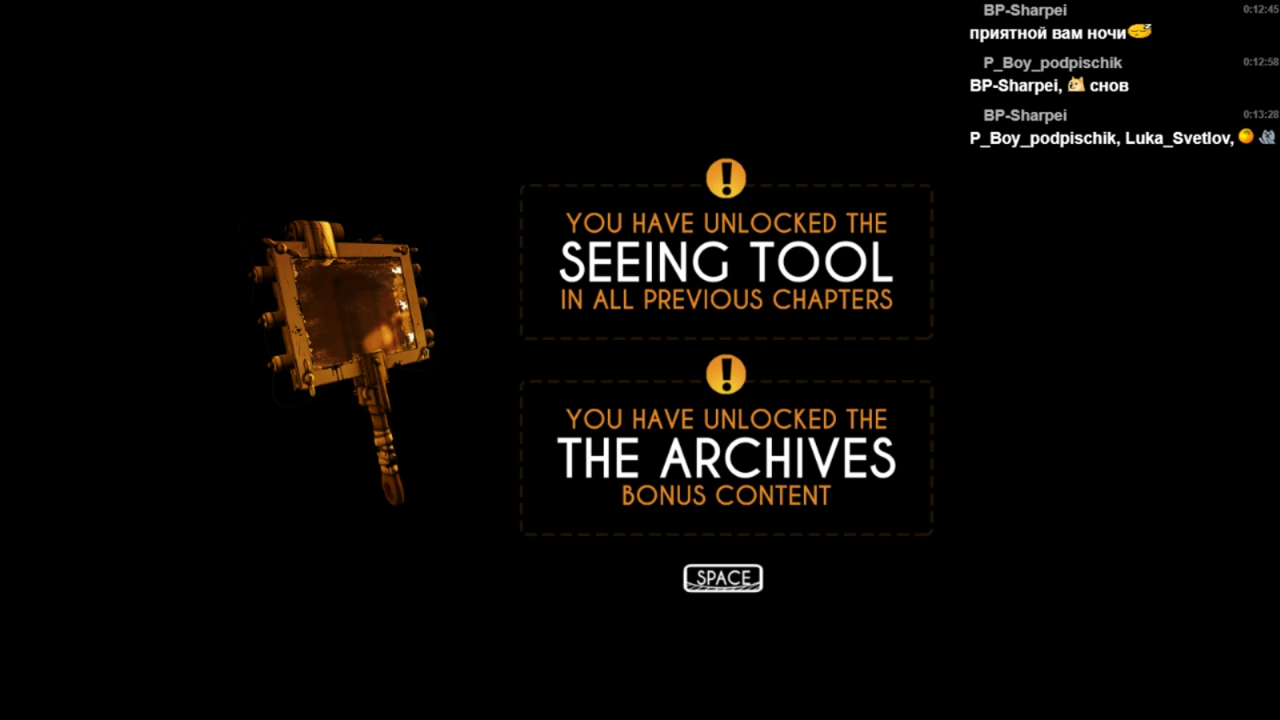 BP-Sharpei 0:12:45
приятной вам ночи
P_Boy_podpischik 0:12:58
BP-Sharpei, снов
BP-Sharpei 0:13:28
P_Boy_podpischik, Luka_Svetlov,
!
YOU HAVE UNLOCKED THE
SEEING TOOL
IN ALL PREVIOUS CHAPTERS
!
YOU HAVE UNLOCKED THE
THE ARCHIVES
BONUS CONTENT
SPACE